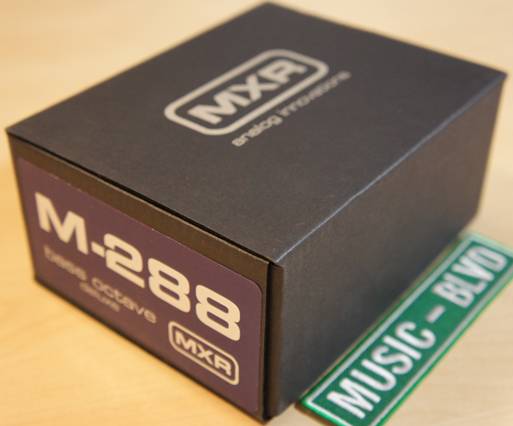 MXR
analog innovations
M-288
bass octave
deluxe
MXR
MUSIC-BLVD